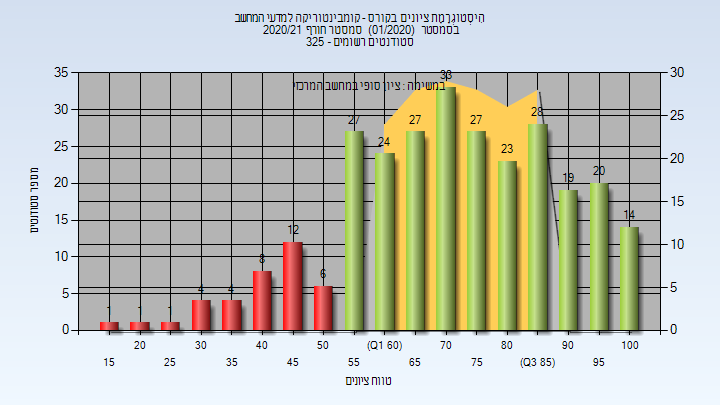 היסטוגרמת ציונים בקורס - קומבינטוריקה למדעי המחשב
בסמסטר (01/2020) סמסטר חורף 2020/21
סטודנטים רשומים - 325
במשימה : ציון סופי במחשב המרכזי
35 30 25 20 15 10 5 0
מספר סטודנטים
30 25 20 15 10 5 0
1 1 1 4 4 8 12 6 27 24 27 33 27 23 28 19 20 14
20 30 40 50 (Q1 60) 70 80 90 100
15 25 35 45 55 65 75 (Q3 85) 95
טווח ציונים